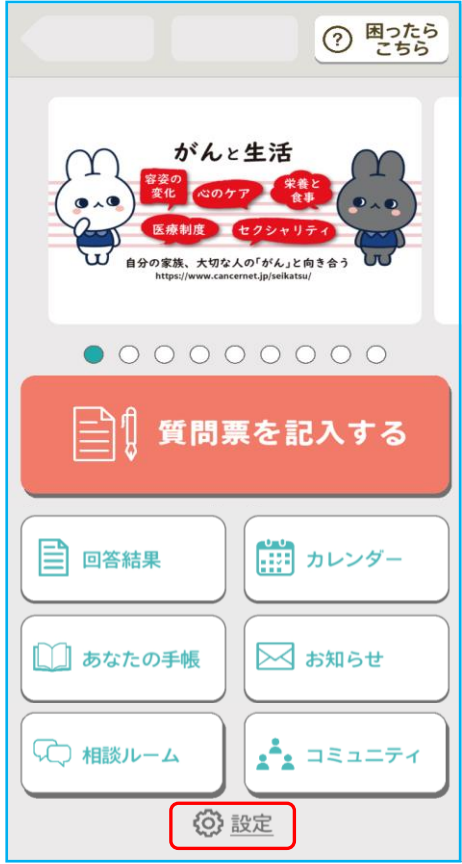 ?
困ったら
こちら
がんと生活
容姿の
変化
心のケア
栄養と
食事
医療制度
セクシャリティ
自分の家族、大切な人の「がん」と向き合う
https://www.cancernet.jp/seikatsu/
質問票を記入する
回答結果
カレンダー
あなたの手帳
お知らせ
相談ルーム
コミュニティ
設定